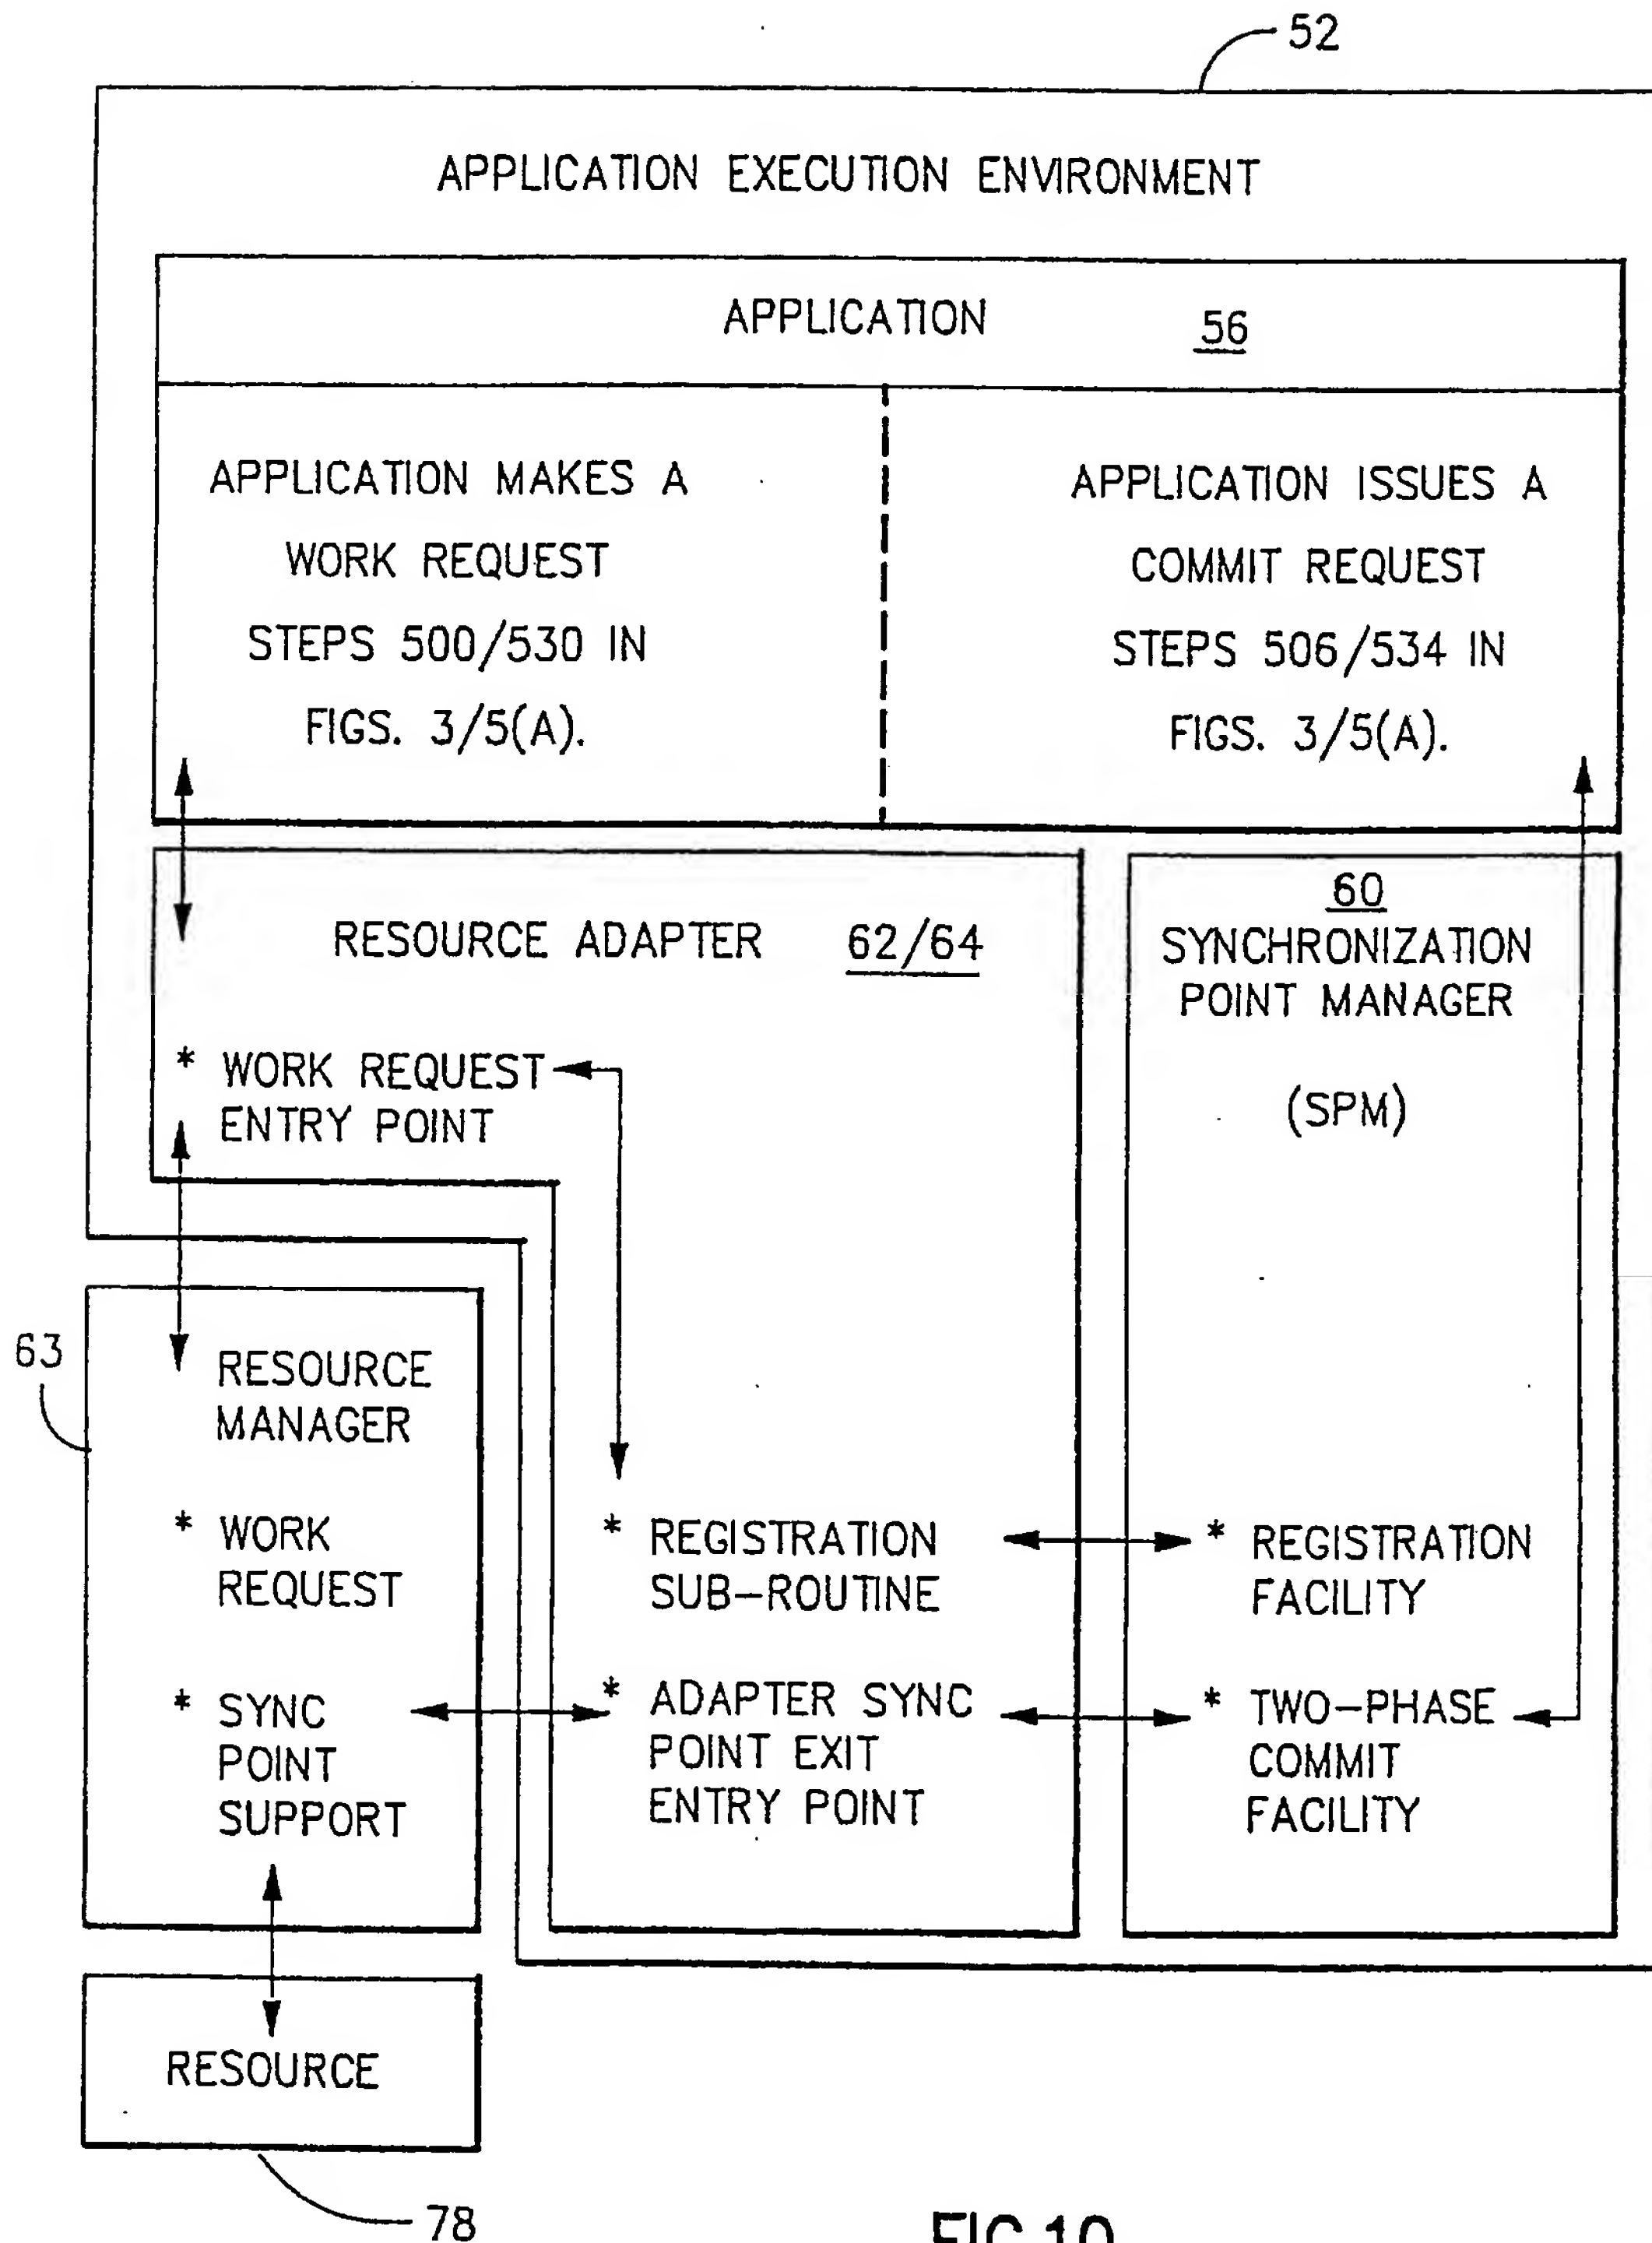 52
APPLICATION EXECUTION ENVIRONMENT
APPLICATION 56
APPLICATION MAKES A
WORK REQUEST
STEPS 500/530 IN
FIGS. 3/5(A).
APPLICATION ISSUES A
COMMIT REQUEST
STEPS 506/534 IN
FIGS. 3/5(A).
RESOURCE ADAPTER 62/64
* WORK REQUEST
ENTRY POINT
60
SYNCHRONIZATION
POINT MANAGER
(SPM)
63
RESOURCE
MANAGER
* WORK
REQUEST
* SYNC
POINT
SUPPORT
* REGISTRATION
SUB-ROUTINE
* ADAPTER SYNC
POINT EXIT
ENTRY POINT
* REGISTRATION
FACILITY
* TWO-PHASE
COMMIT
FACILITY
RESOURCE
78
FIG.10